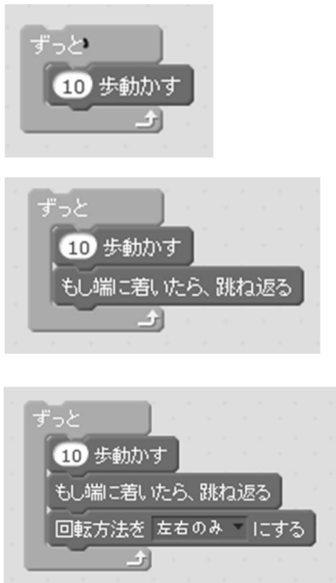 ずっと
10 歩動かす
ずっと
10 歩動かす
もし端に着いたら、跳ね返る
ずっと
10 歩動かす
もし端に着いたら、跳ね返る
回転方法を 左右のみ にする